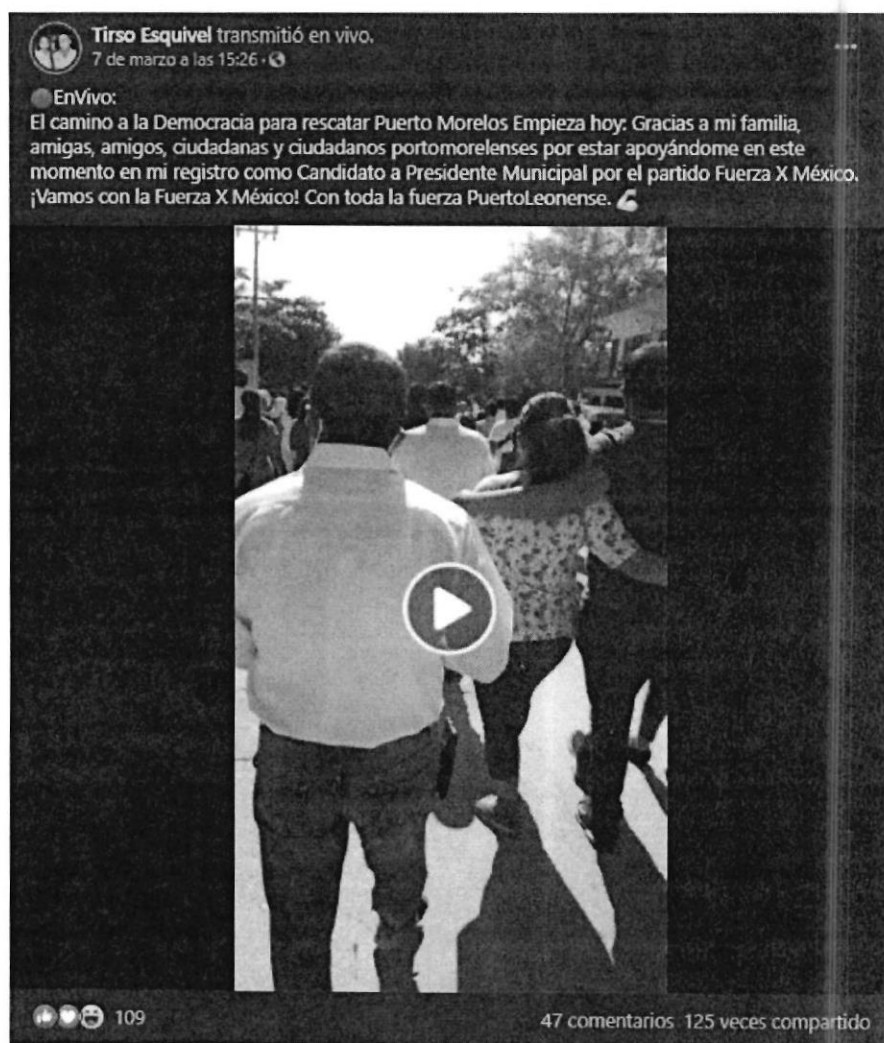 Tirso Esquivel transmitió en vivo.
7 de marzo a las 15:26 ·
EnVivo:
El camino a la Democracia para rescatar Puerto Morelos Empieza hoy: Gracias a mi familia,
amigas, amigos, ciudadanas y ciudadanos portomorelenses por estar apoyándome en este
momento en mi registro como Candidato a Presidente Municipal por el partido Fuerza X México.
¡Vamos con la Fuerza X México! Con toda la fuerza PuertoLeonense.
109
47 comentarios 125 veces compartido